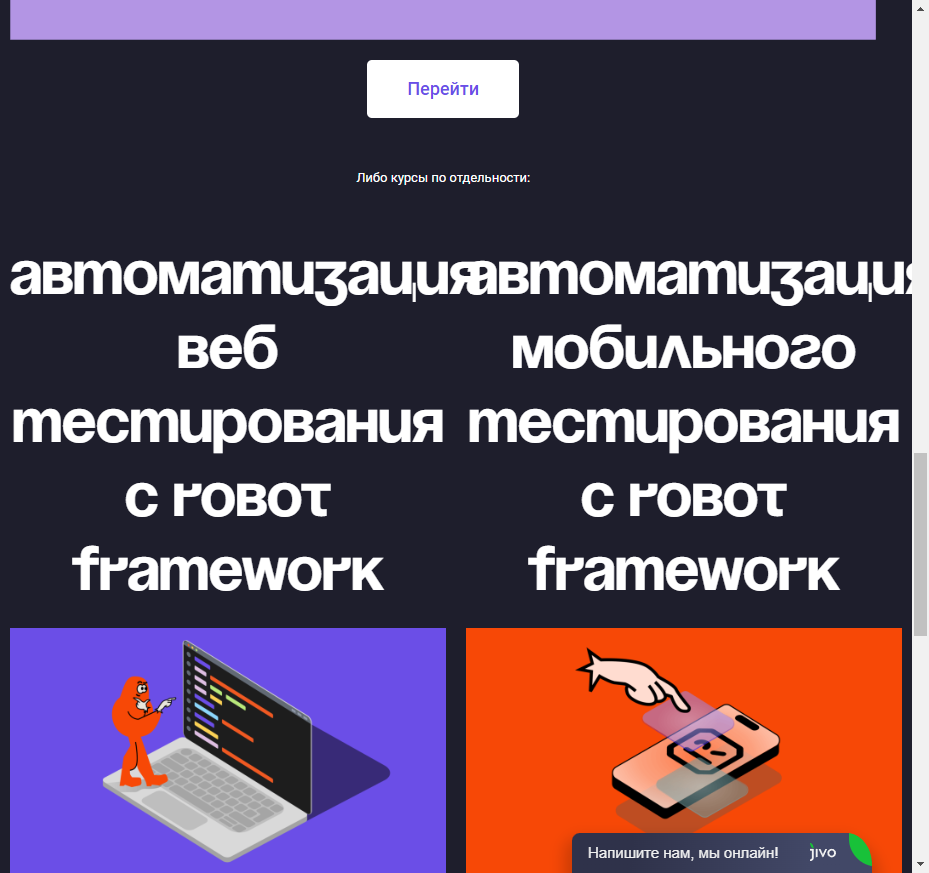 Перейти
Либо курсы по отдельности:
автоматизация
веб
тестирования
с robot
framework
автоматизация
мобильного
тестирования
с robot
framework
Напишите нам, мы онлайн!
jivo